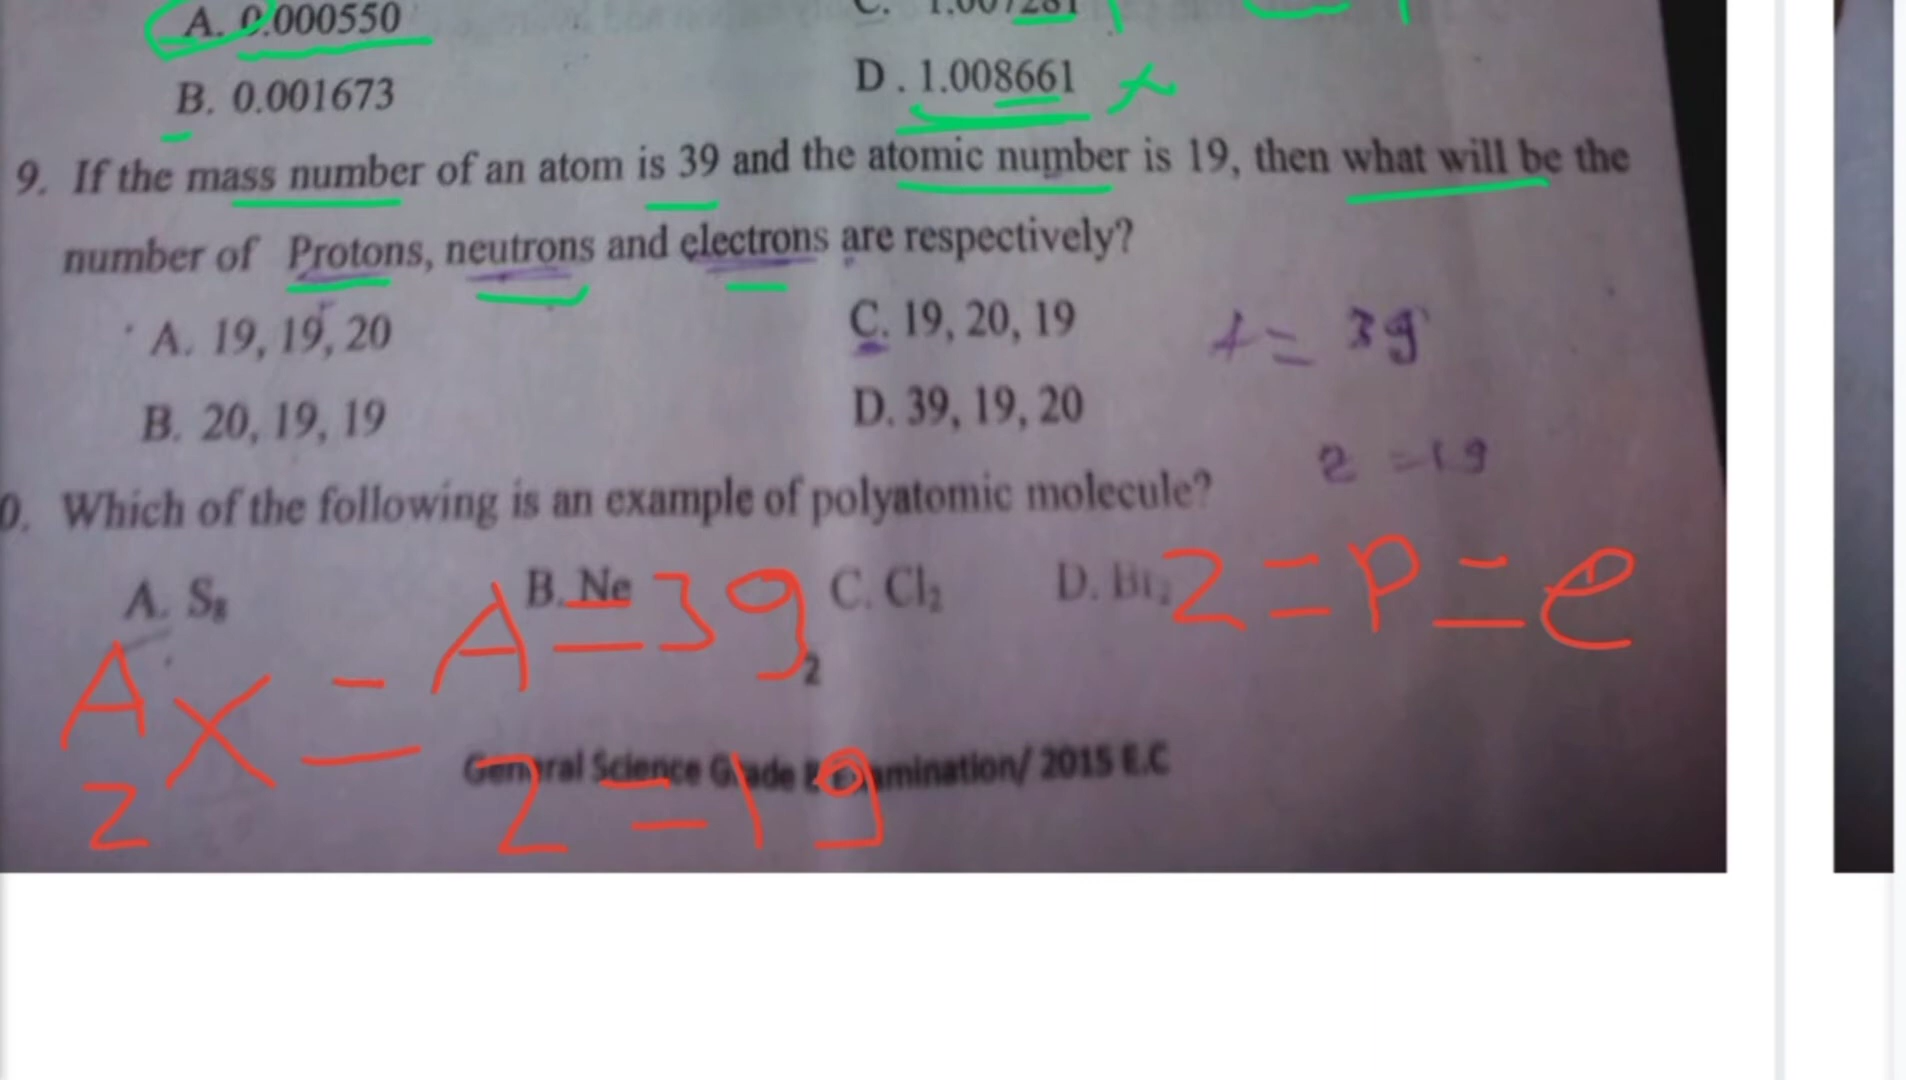 A. 0.000550
C. 1.007281
B. 0.001673
D. 1.008661
9. If the mass number of an atom is 39 and the atomic number is 19, then what will be the
number of Protons, neutrons and electrons are respectively?
A. 19, 19, 20
C. 19, 20, 19
B. 20, 19, 19
D. 39, 19, 20
= 39
Z = 19
0. Which of the following is an example of polyatomic molecule?
A. S₈
B. Ne
C. Cl₂
D. Br₂
Z = P = e
A = 39
A
X =
Z
2
General Science Grade Examination/ 2015 E.C
Z = 19